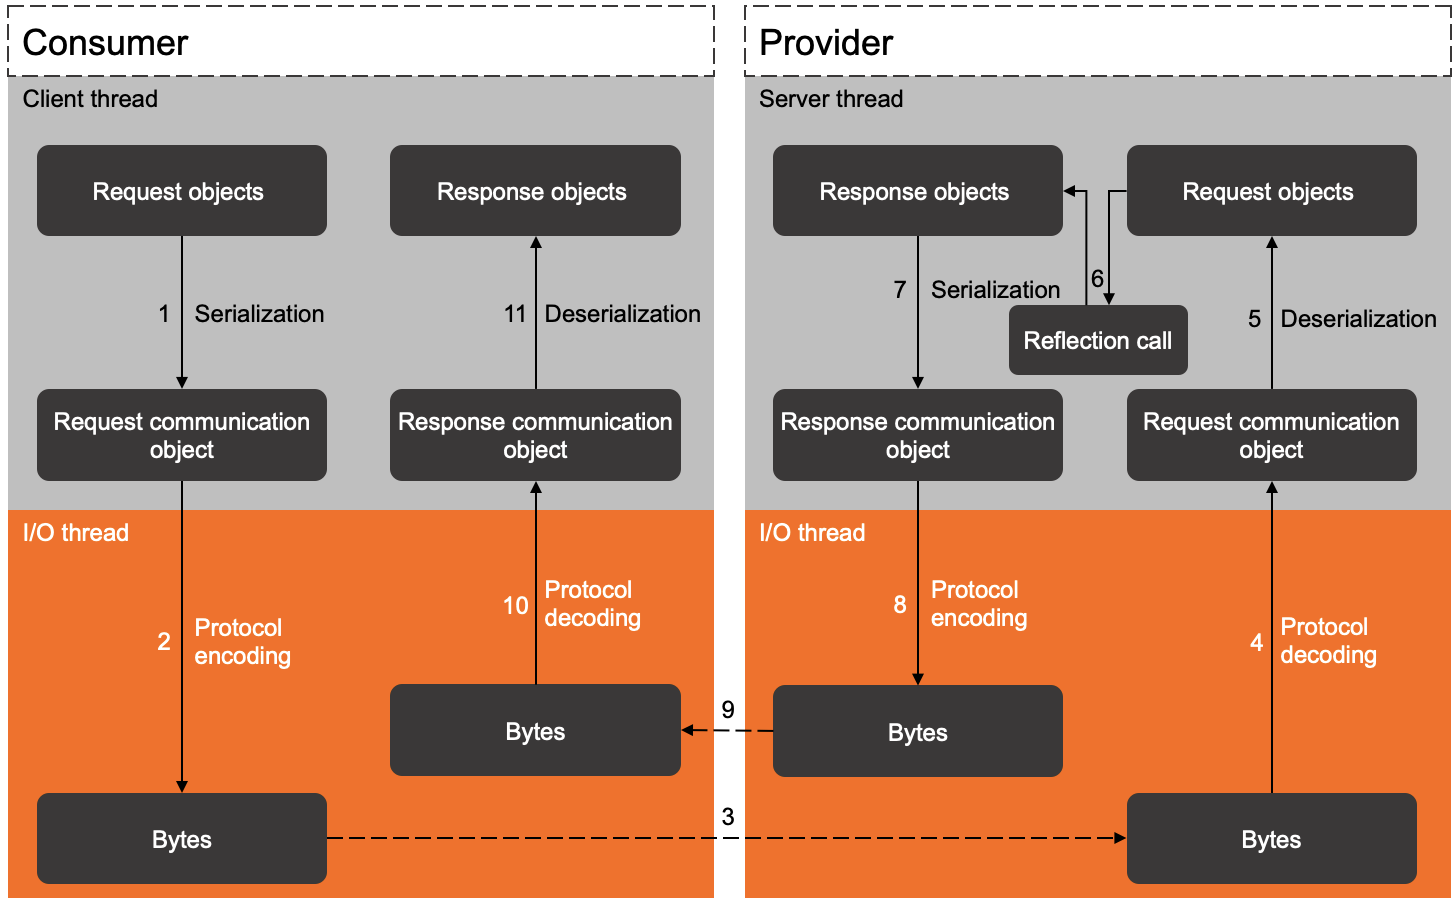 Consumer
Client thread
Request objects
Response objects
1 Serialization
11 Deserialization
Request communication
object
Response communication
object
I/O thread
2 Protocol
encoding
10 Protocol
decoding
Bytes
Bytes
9
3
Provider
Server thread
Response objects
Request objects
7 Serialization
6
Reflection call
5 Deserialization
Response communication
object
Request communication
object
I/O thread
8 Protocol
encoding
4 Protocol
decoding
Bytes
Bytes